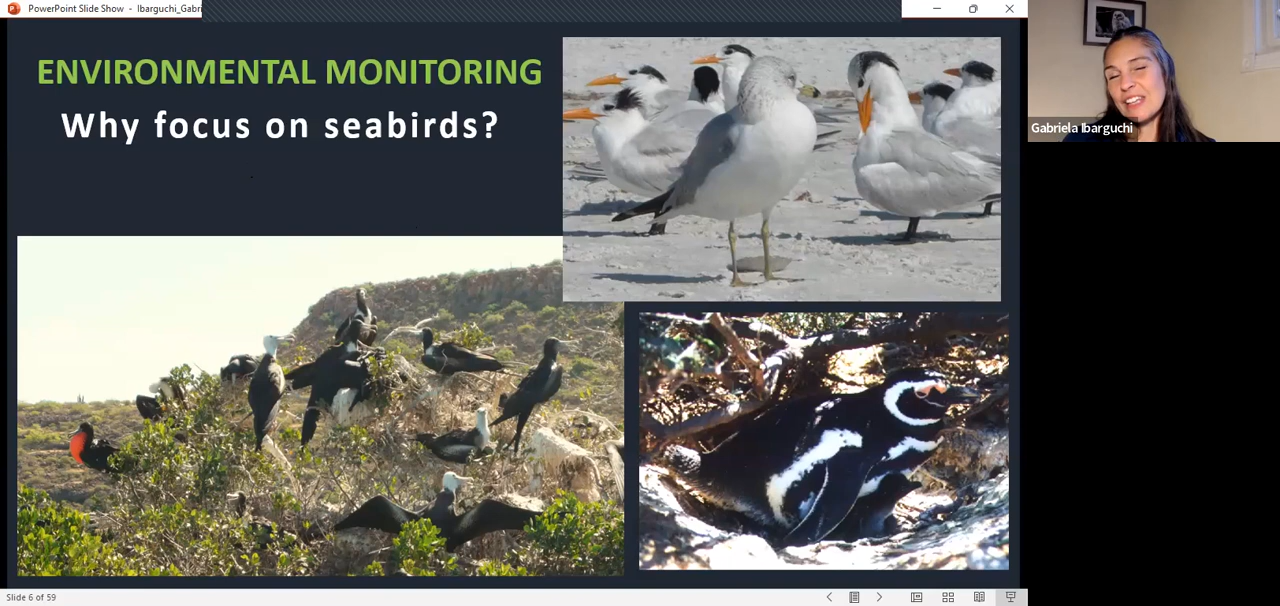 PowerPoint Slide Show - Ibarguchi_Gabri
ENVIRONMENTAL MONITORING
Why focus on seabirds?
Gabriela Ibarguchi
Slide 6 of 59